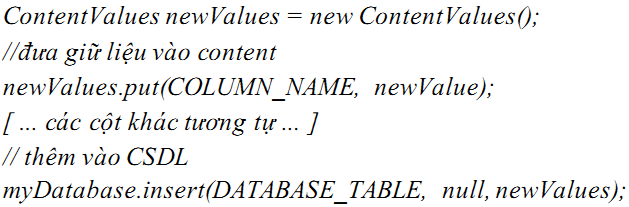 ContentValues newValues = new ContentValues();
//đưa giữ liệu vào content
newValues.put(COLUMN_NAME, newValue);
[ ... các cột khác tương tự ... ]
// thêm vào CSDL
myDatabase.insert(DATABASE_TABLE, null, newValues);